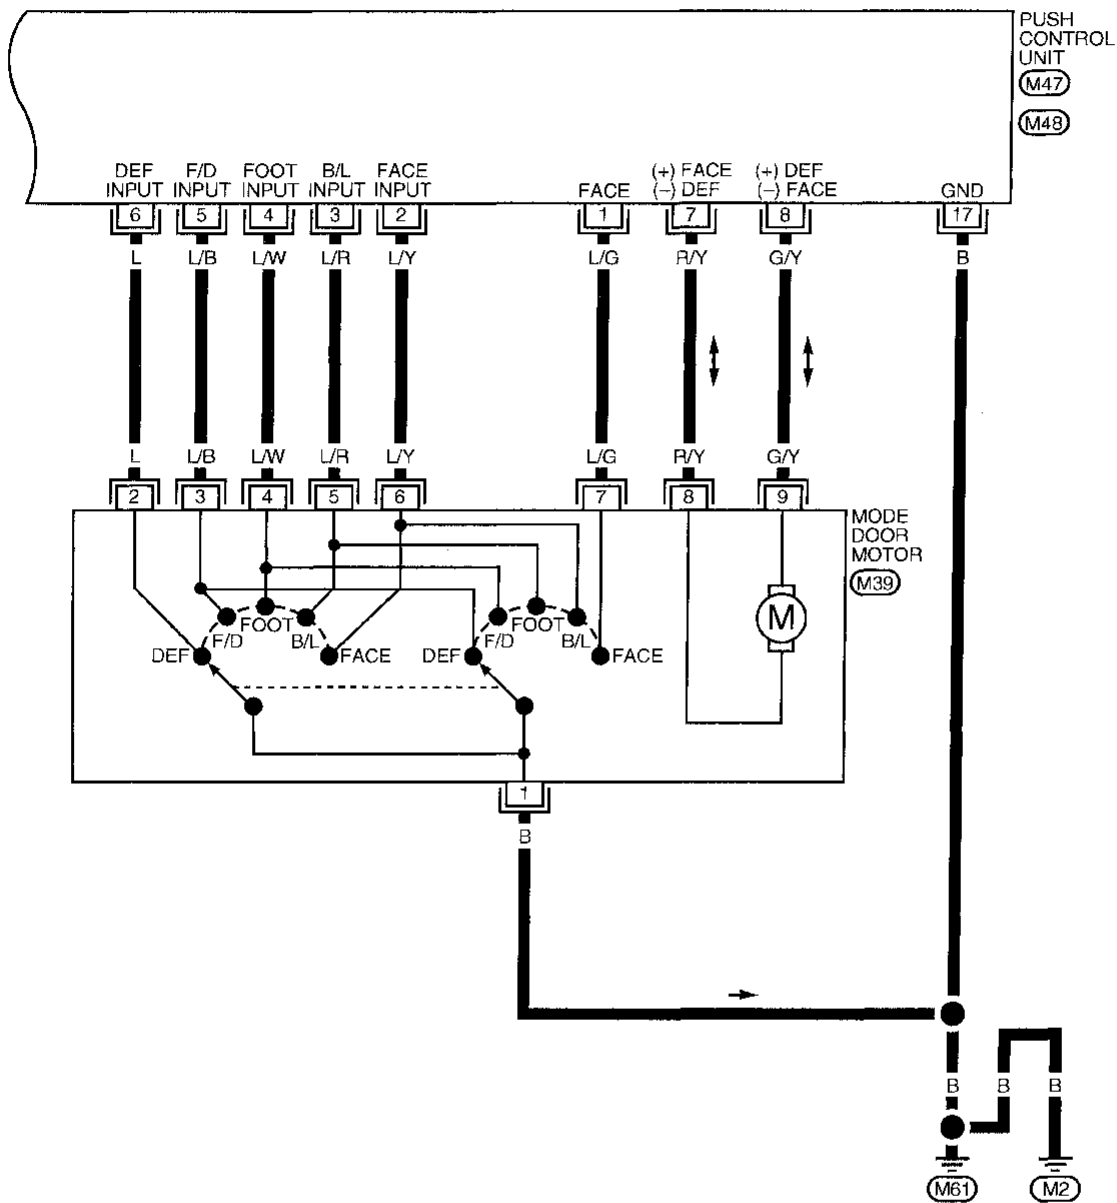 PUSH
CONTROL
UNIT
M47
M48
DEF INPUT
F/D INPUT
FOOT INPUT
B/L INPUT
FACE INPUT
FACE
(+) FACE
(−) DEF
(+) DEF
(−) FACE
GND
6 5 4 3 2 1 7 8 17
L L/B L/W L/R L/Y L/G R/Y G/Y B
L L/B L/W L/R L/Y L/G R/Y G/Y
2 3 4 5 6 7 8 9
MODE
DOOR
MOTOR
M39
M
DEF F/D FOOT B/L FACE
DEF F/D FOOT B/L FACE
1
B
B B B
M61 M2